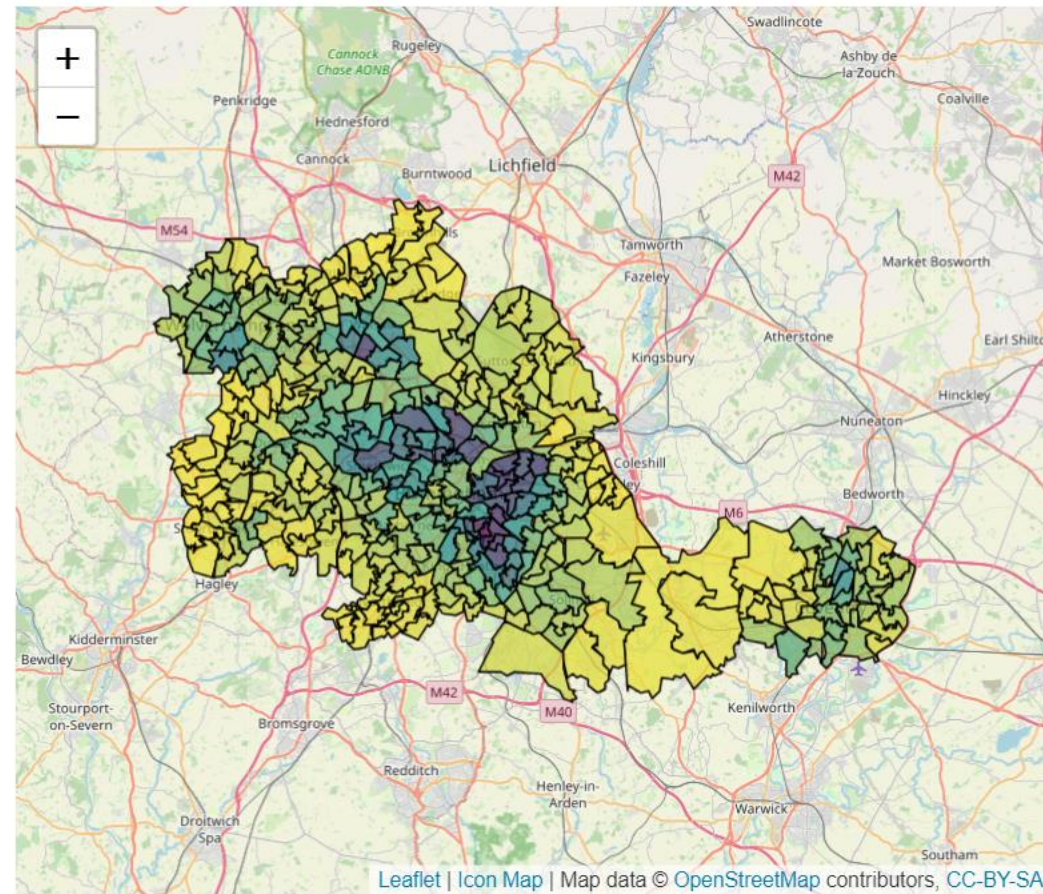 +
−
Swadlincote
Rugeley
Ashby de
la Zouch
Cannock
Chase AONB
Penkridge
Coalville
Hednesford
Cannock
Lichfield
Burntwood
M42
M54
Tamworth
Market Bosworth
Fazeley
Atherstone
Earl Shilto
Kingsbury
Hinckley
Nuneaton
Coleshill
Bedworth
M6
Hagley
Kidderminster
Bewdley
Stourport-
on-Severn
M42
Kenilworth
M40
Bromsgrove
Redditch
Henley-in-
Arden
Warwick
Droitwich
Spa
Southam
Leaflet | Icon Map | Map data © OpenStreetMap contributors, CC-BY-SA